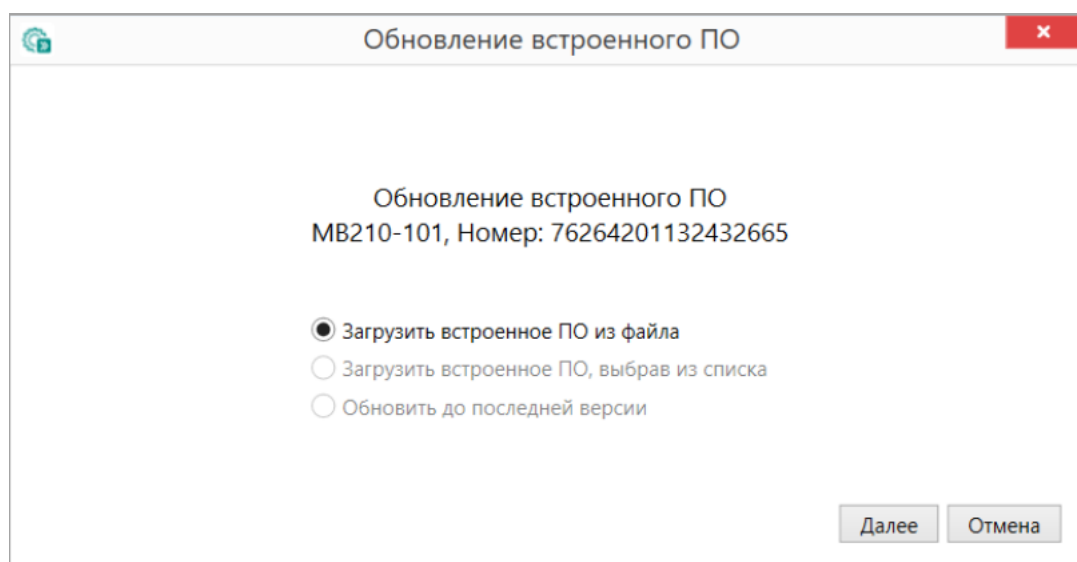 Обновление встроенного ПО
Обновление встроенного ПО
МВ210-101, Номер: 76264201132432665
Загрузить встроенное ПО из файла
Загрузить встроенное ПО, выбрав из списка
Обновить до последней версии
Далее Отмена